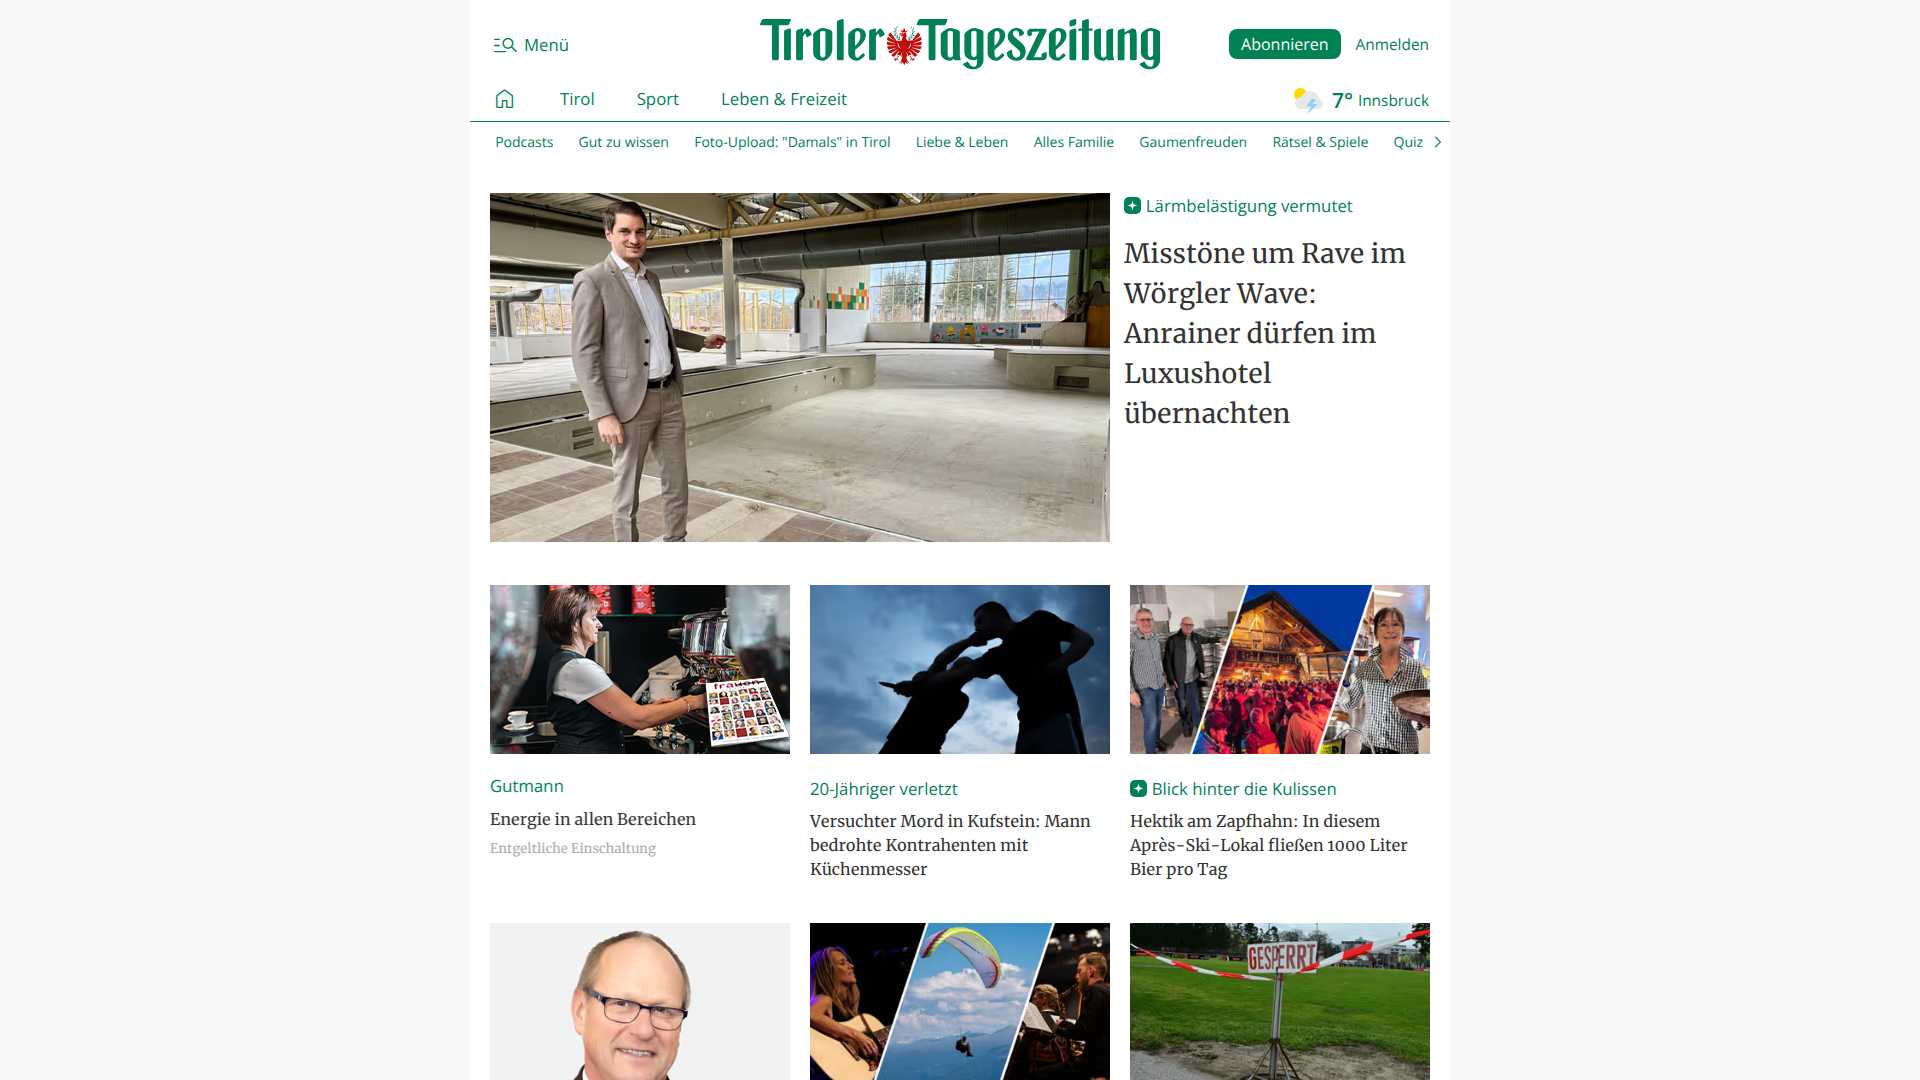 Menü
Tiroler Tageszeitung
Abonnieren
Anmelden
Tirol
Sport
Leben & Freizeit
7° Innsbruck
Podcasts
Gut zu wissen
Foto-Upload: "Damals" in Tirol
Liebe & Leben
Alles Familie
Gaumenfreuden
Rätsel & Spiele
Quiz
Lärmbelästigung vermutet
Misstöne um Rave im
Wörgler Wave:
Anrainer dürfen im
Luxushotel
übernachten
frauen
Gutmann
Energie in allen Bereichen
Entgeltliche Einschaltung
20-Jähriger verletzt
Versuchter Mord in Kufstein: Mann
bedrohte Kontrahenten mit
Küchenmesser
Blick hinter die Kulissen
Hektik am Zapfhahn: In diesem
Après-Ski-Lokal fließen 1000 Liter
Bier pro Tag
GESPERRT